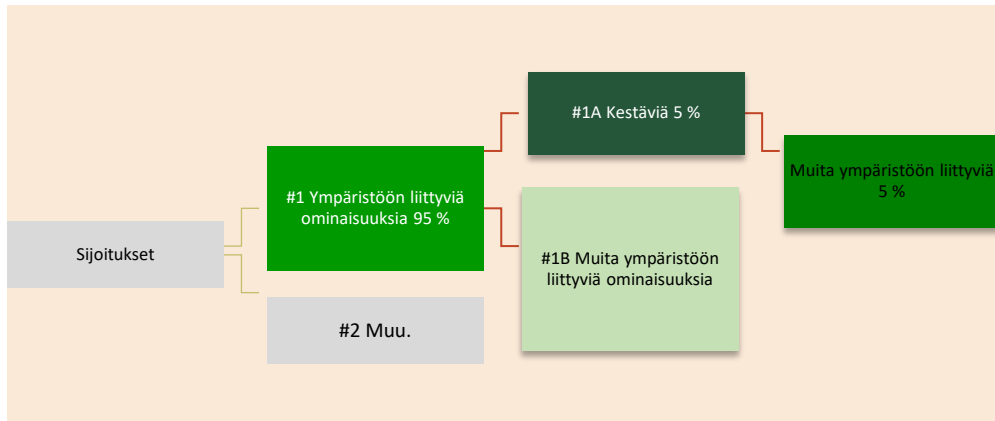 Sijoitukset
#1 Ympäristöön liittyviä
ominaisuuksia 95 %
#2 Muu.
#1A Kestäviä 5 %
#1B Muita ympäristöön
liittyviä ominaisuuksia
Muita ympäristöön liittyviä
5 %